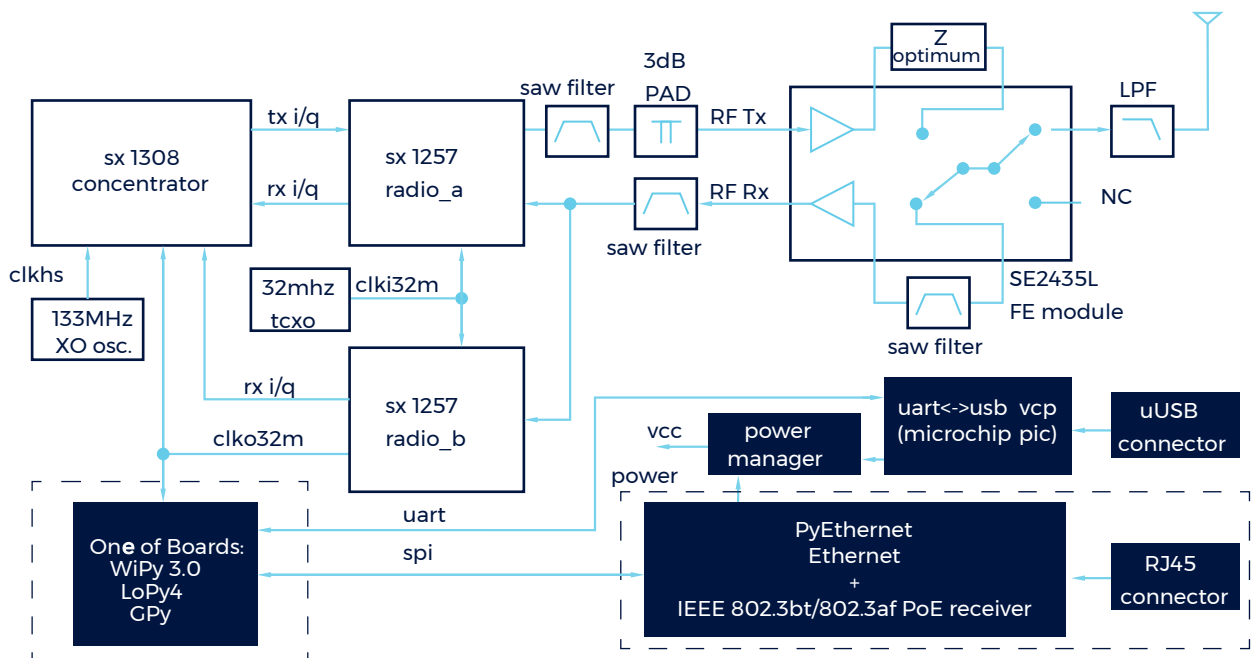 Z
optimum
3dB
PAD
saw filter
LPF
tx i/q
RF Tx
sx 1308
concentrator
sx 1257
radio_a
rx i/q
RF Rx
NC
saw filter
clkhs
32mhz
tcxo
clki32m
SE2435L
FE module
133MHz
XO osc.
saw filter
rx i/q
sx 1257
radio_b
clko32m
uart<->usb vcp
(microchip pic)
uUSB
connector
vcc
power
manager
power
uart
spi
One of Boards:
WiPy 3.0
LoPy4
GPy
PyEthernet
Ethernet
+
IEEE 802.3bt/802.3af PoE receiver
RJ45
connector